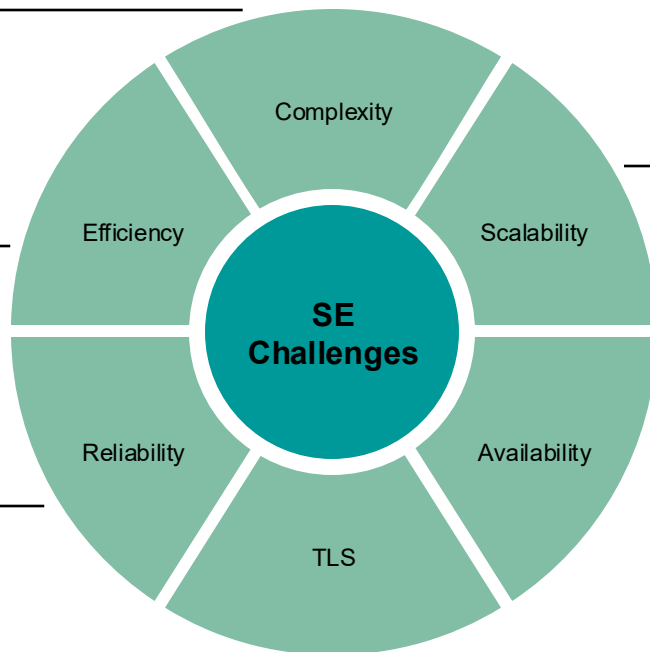 Complexity
Efficiency
Scalability
SE
Challenges
Reliability
Availability
TLS